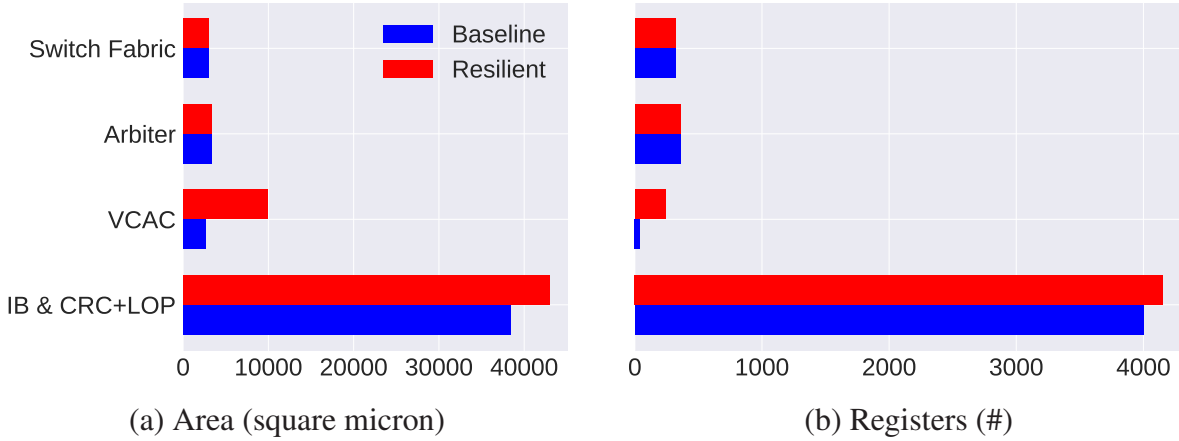 Switch Fabric
Arbiter
VCAC
IB & CRC+LOP
Baseline
Resilient
0 10000 20000 30000 40000
(a) Area (square micron)
0 1000 2000 3000 4000
(b) Registers (#)